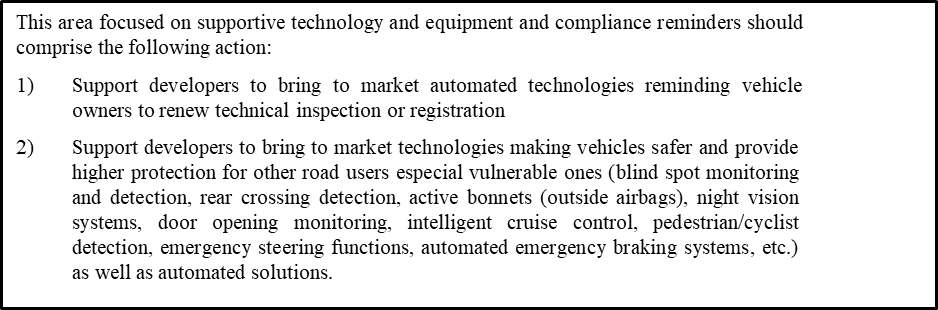 This area focused on supportive technology and equipment and compliance reminders should
comprise the following action:
1) Support developers to bring to market automated technologies reminding vehicle
owners to renew technical inspection or registration
2) Support developers to bring to market technologies making vehicles safer and provide
higher protection for other road users especial vulnerable ones (blind spot monitoring
and detection, rear crossing detection, active bonnets (outside airbags), night vision
systems, door opening monitoring, intelligent cruise control, pedestrian/cyclist
detection, emergency steering functions, automated emergency braking systems, etc.)
as well as automated solutions.